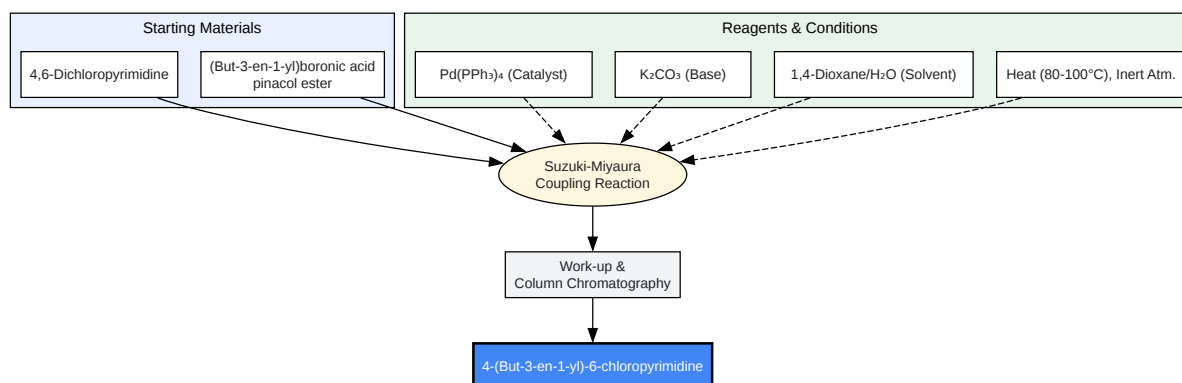 Starting Materials
Reagents & Conditions
4,6-Dichloropyrimidine
(But-3-en-1-yl)boronic acid
pinacol ester
Pd(PPh₃)₄ (Catalyst)
K₂CO₃ (Base)
1,4-Dioxane/H₂O (Solvent)
Heat (80-100°C), Inert Atm.
Suzuki-Miyaura
Coupling Reaction
Work-up &
Column Chromatography
4-(But-3-en-1-yl)-6-chloropyrimidine